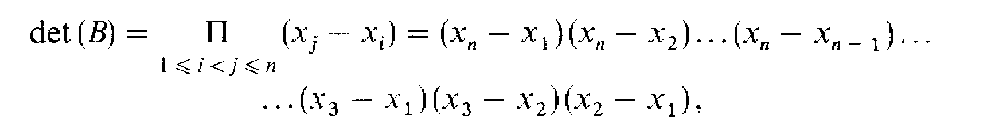 det (B) = Π (x_j − x_i) = (x_n − x_1)(x_n − x_2)...(x_n − x_{n − 1})...
1 ⩽ i < j ⩽ n
...(x_3 − x_1)(x_3 − x_2)(x_2 − x_1),